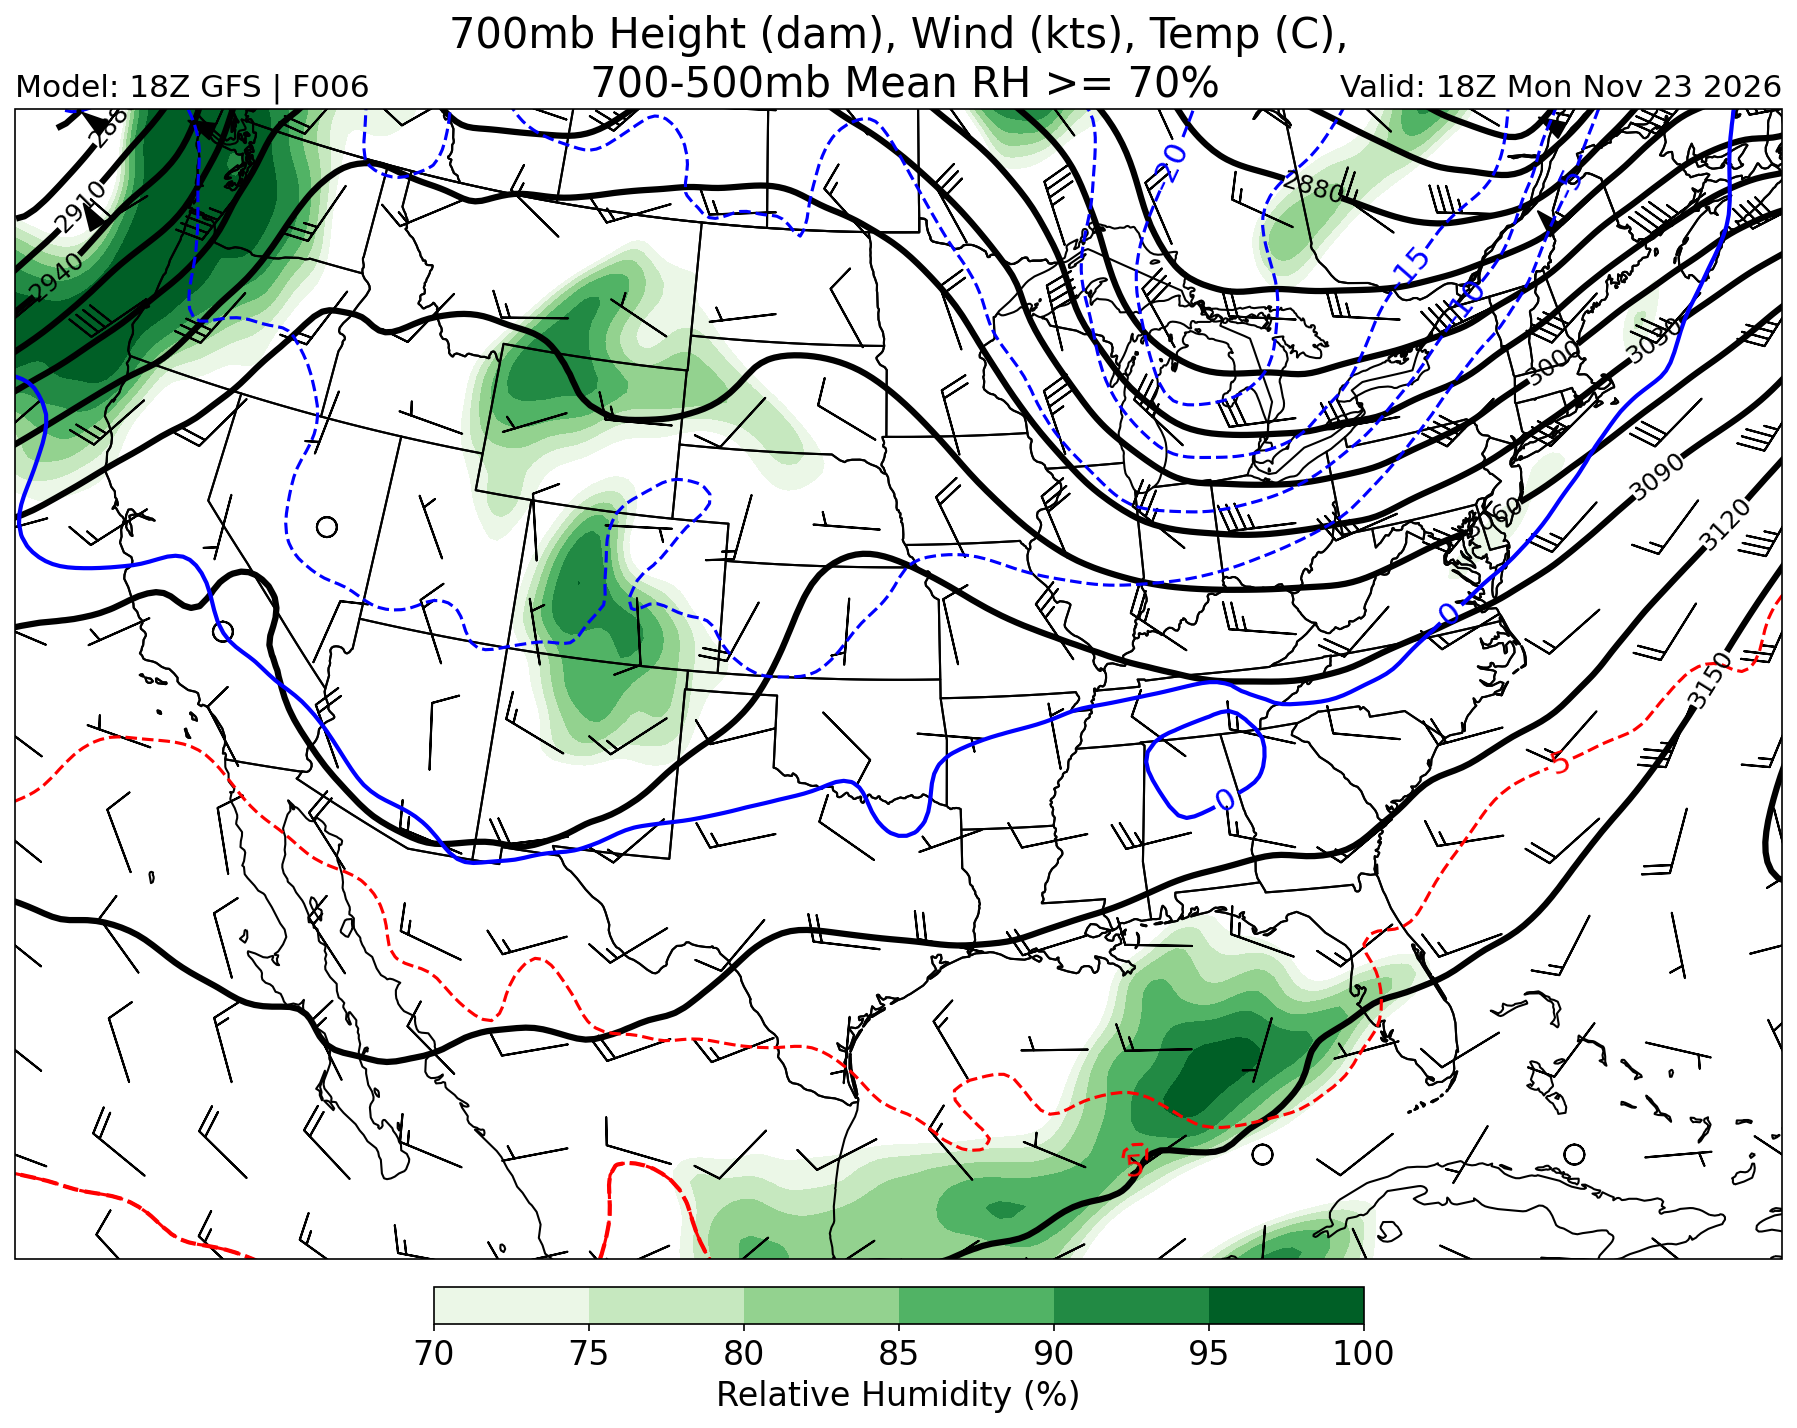 700mb Height (dam), Wind (kts), Temp (C),
700-500mb Mean RH >= 70%
Model: 18Z GFS | F006
Valid: 18Z Mon Nov 23 2026
2910
2940
20
2880
5
15
10
3030
3000
3090
3060
3120
0
3150
5
0
5
70 75 80 85 90 95 100
Relative Humidity (%)